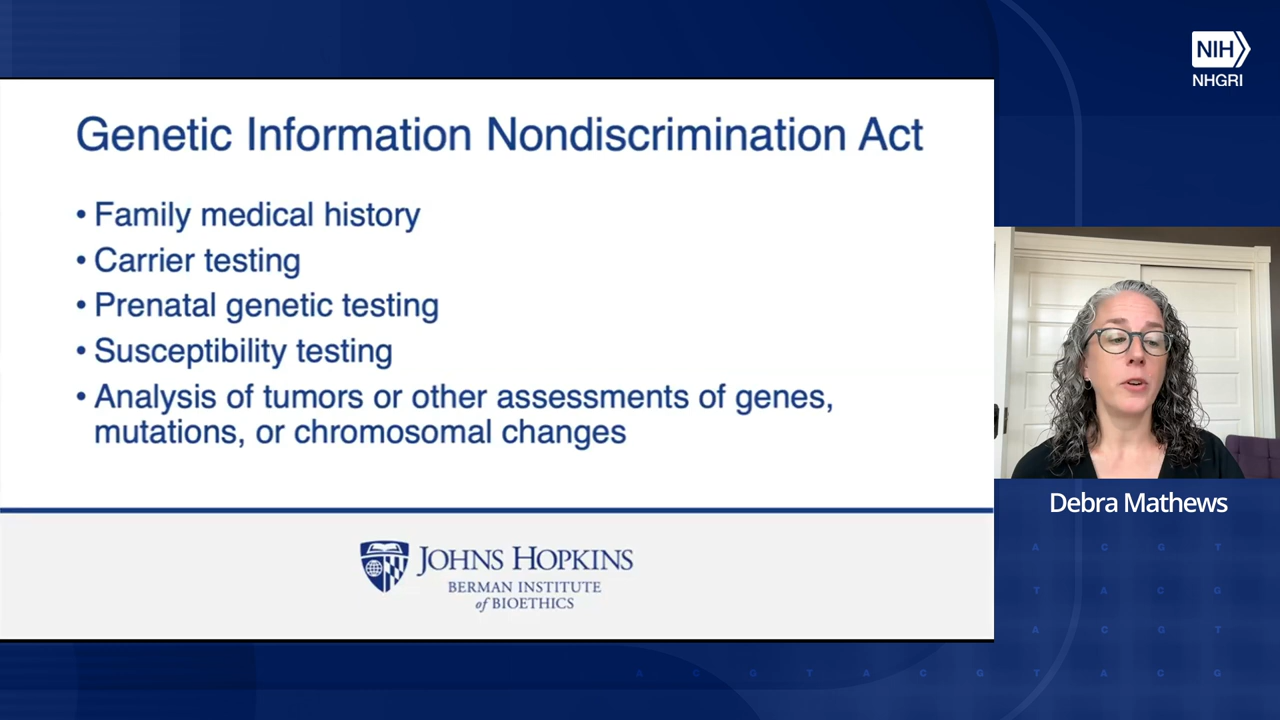 NIH
NHGRI
Genetic Information Nondiscrimination Act
• Family medical history
• Carrier testing
• Prenatal genetic testing
• Susceptibility testing
• Analysis of tumors or other assessments of genes,
mutations, or chromosomal changes
Debra Mathews
JOHNS HOPKINS
BERMAN INSTITUTE
of BIOETHICS
A C G T
T A C G
A C G T
A C G T A C G T A C G